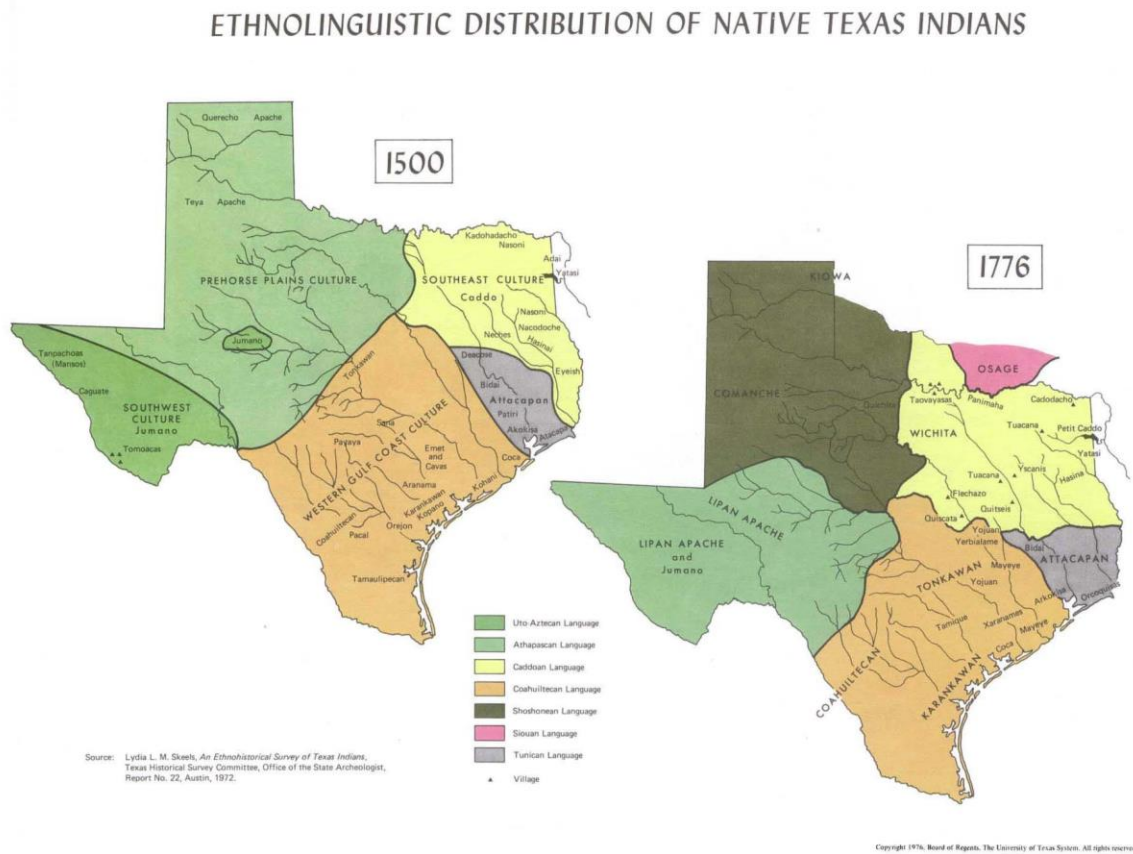 ETHNOLINGUISTIC DISTRIBUTION OF NATIVE TEXAS INDIANS
1500
Querecho Apache
Teya Apache
PREHORSE PLAINS CULTURE
Jumano
Tanpachoas
(Mansos)
Caguate
SOUTHWEST
CULTURE
Jumano
Tomoacas
Kadohadacho
Nasoni
Adai
Yatasi
SOUTHEAST CULTURE
Caddo
Nasoni
Nacodoche
Neches
Hasinai
Eyeish
Deadose
Bidai
Attacapan
Patiri
Akokisa
Atacapa
Tonkawan
Sana
Payaya
Emet
and
Cavas
Coca
WESTERN GULF COAST CULTURE
Aranama
Kohani
Karankawan
Kopano
Orejon
Coahuiltecan
Pacal
Tamaulipecan
1776
KIOWA
COMANCHE
OSAGE
Taovayasas
Panimaha
Cadodacho
WICHITA
Tuacana
Petit Caddo
Yatasi
Tuacana
Yscanis
Hasina
Flechazo
Quitseis
Quiscata
LIPAN APACHE
LIPAN APACHE
and
Jumano
Yojuan
Yerbialame
Bidai
ATTACAPAN
Mayeye
TONKAWAN
Yojuan
Arkokisa
Orcoquisas
Tamique
Xaranames
Mayeye
Coca
COAHUILTECAN
KARANKAWAN
Uto-Aztecan Language
Athapascan Language
Caddoan Language
Coahuiltecan Language
Shoshonean Language
Siouan Language
Tunican Language
Village
Source: Lydia L. M. Skeels, An Ethnohistorical Survey of Texas Indians,
Texas Historical Survey Committee, Office of the State Archeologist,
Report No. 22, Austin, 1972.
Copyright 1976, Board of Regents, The University of Texas System. All rights reserve